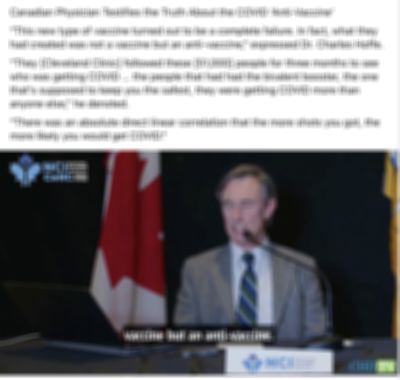 Canadian Physician Testifies the Truth About the COVID 'Anti-Vaccine'
"This new type of vaccine turned out to be a complete failure. In fact, what they
had created was not a vaccine but an anti-vaccine," expressed Dr. Charles Hoffe.
"They [Cleveland Clinic] followed these [51,000] people for three months to see
who was getting COVID ... the people that had had the bivalent booster, the one
that's supposed to keep you the safest, they were getting COVID more than
anyone else," he denoted.
"There was an absolute direct linear correlation that the more shots you got, the
more likely you would get COVID."
NCI
vaccine but an anti-vaccine.
NCI